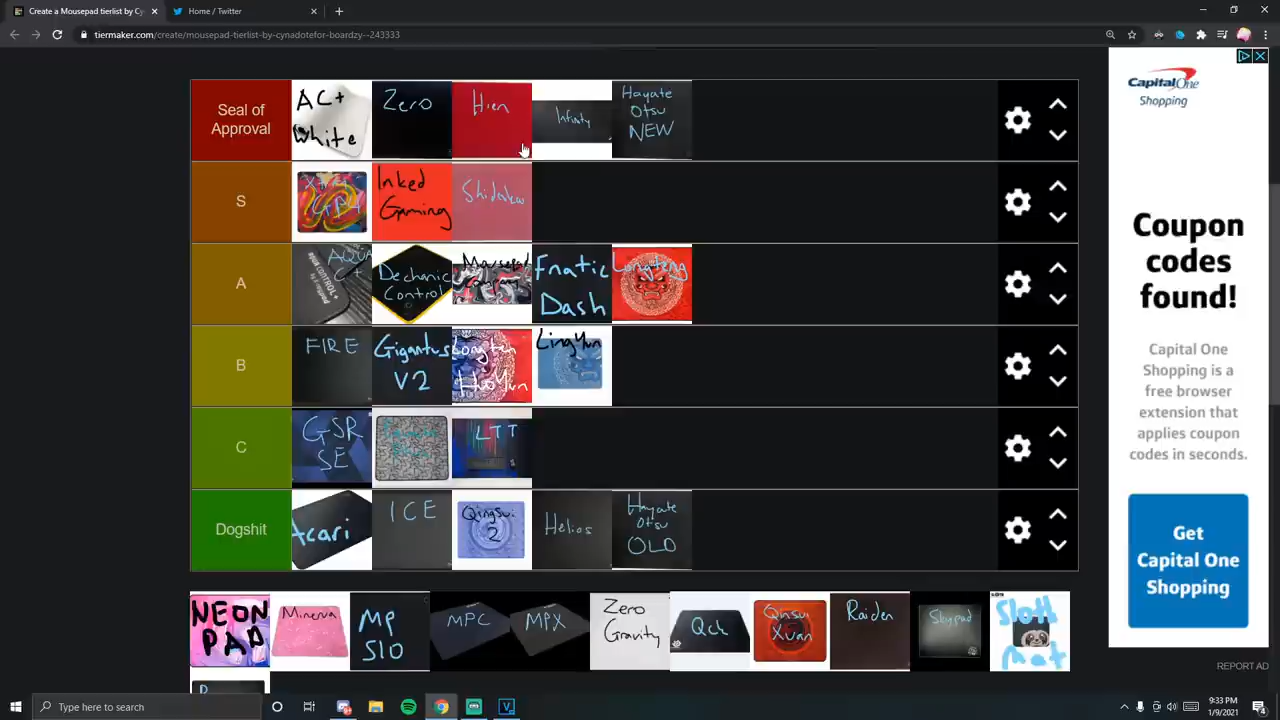 Create a Mousepad tierlist by Cy
Home / Twitter
tiermaker.com/create/mousepad-tierlist-by-cynadotefor-boardzy--243333
Seal of
Approval
AC+
White
Zero
Hien
Infinity
Hayate
Otsu
NEW
S
Inked
Gaming
Shidenkai
A
AQUA
C+
aqua CONTROL+
Dechanic
Control
Mousepad
Company
Fnatic
Dash
Longteng
B
FIRE
Gigantus
V2
Longten
HuoYun
LingYun
C
GSR
SE
LTT
Dogshit
Acari
ICE
Qingsui
2
Helios
Hayate
Otsu
OLD
NEON
PAD
Minerva
MP
510
MPC
MPX
Zero
Gravity
Qck
Qinsui
Xuan
Raiden
Skypad
Sloth
Mat
Capital One
Shopping
Coupon
codes
found!
Capital One
Shopping is a
free browser
extension that
applies coupon
codes in seconds.
Get
Capital One
Shopping
REPORT AD
Type here to search
9:33 PM
1/9/2021